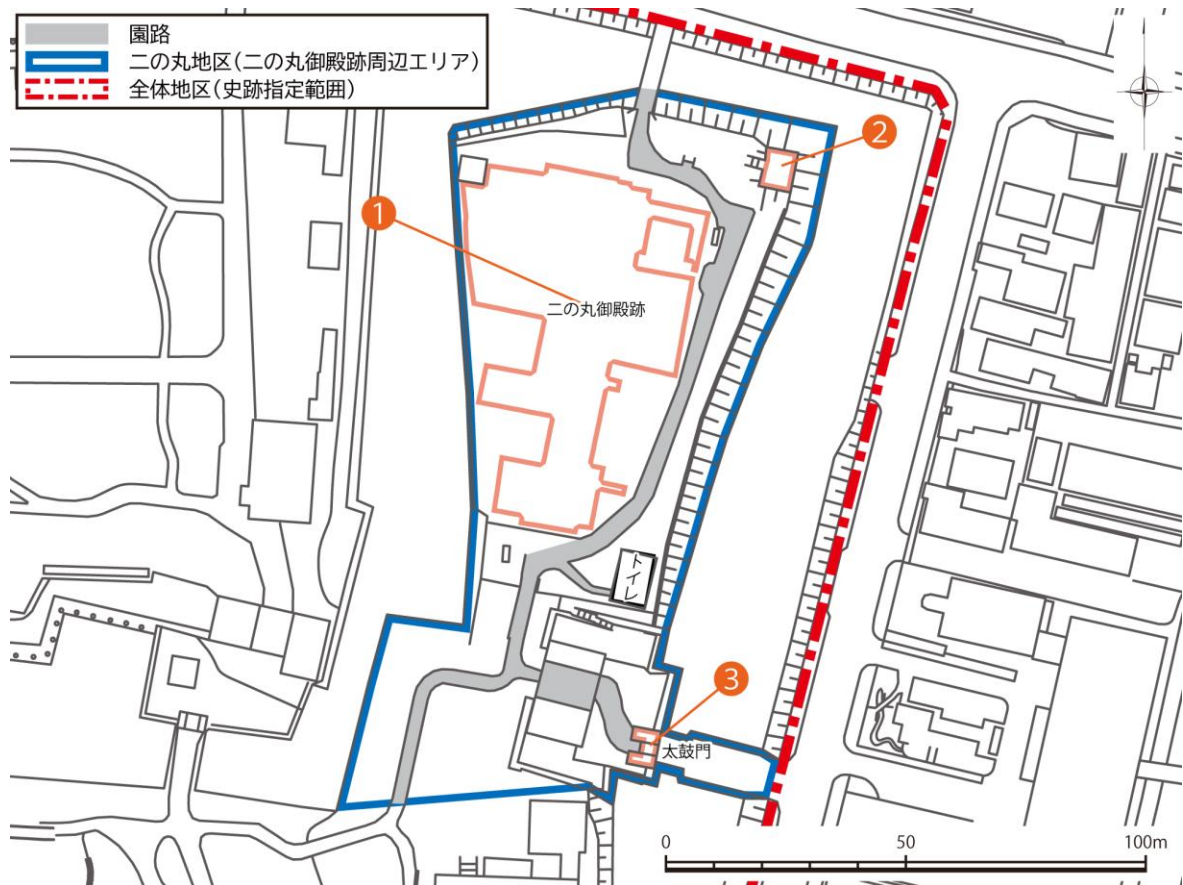 園路
二の丸地区(二の丸御殿跡周辺エリア)
全体地区(史跡指定範囲)
2
1
二の丸御殿跡
トイレ
3
太鼓門
0 50 100m